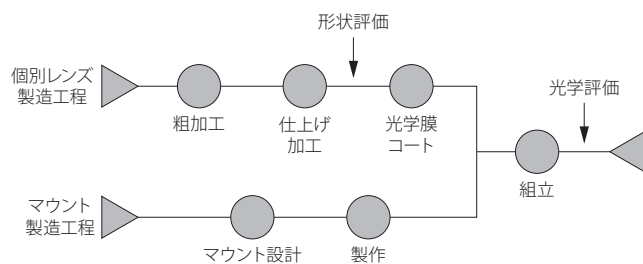 形状評価
個別レンズ
製造工程
粗加工
仕上げ
加工
光学膜
コート
光学評価
組立
マウント
製造工程
マウント設計
製作